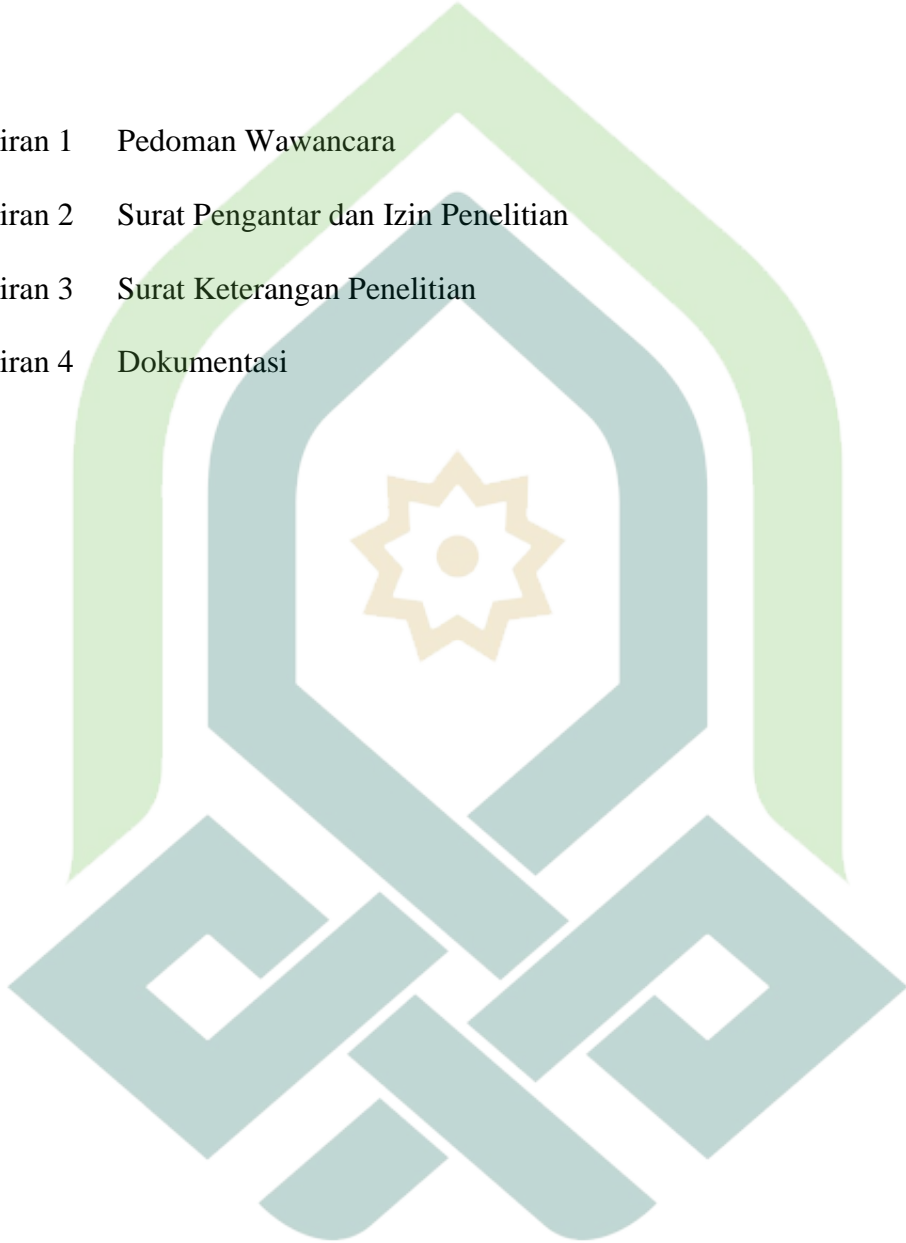 iran 1 Pedoman Wawancara
iran 2 Surat Pengantar dan Izin Penelitian
iran 3 Surat Keterangan Penelitian
iran 4 Dokumentasi